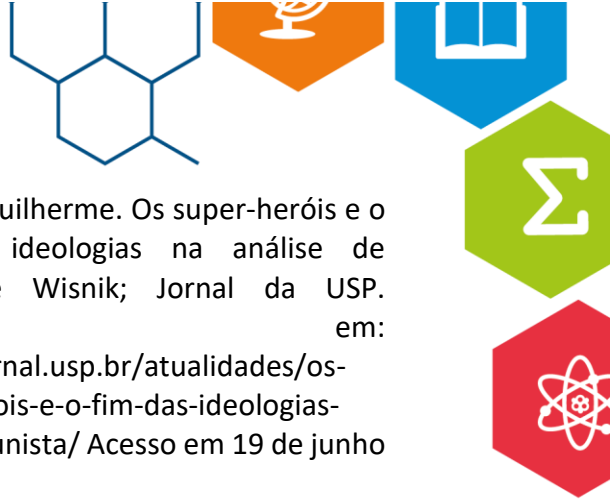 Σ
uilherme. Os super-heróis e o
ideologias na análise de
Wisnik; Jornal da USP.
em:
rnal.usp.br/atualidades/os-
ois-e-o-fim-das-ideologias-
unista/ Acesso em 19 de junho